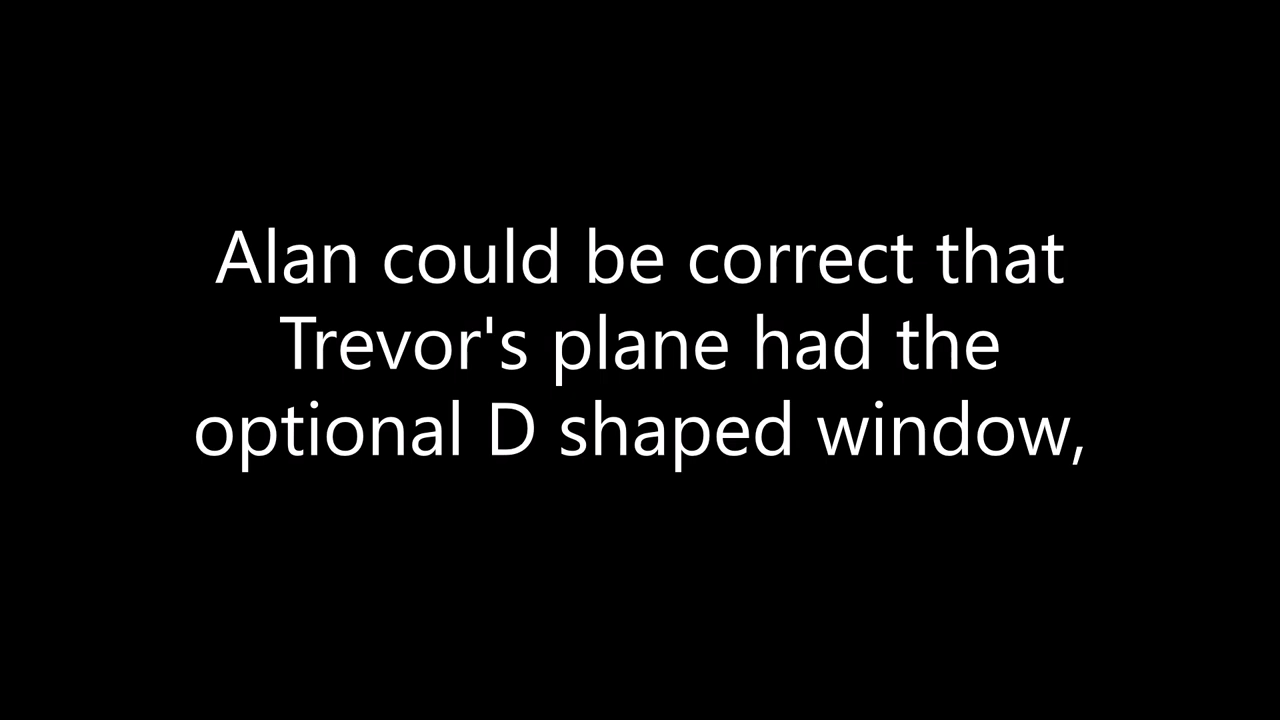 Alan could be correct that
Trevor's plane had the
optional D shaped window,